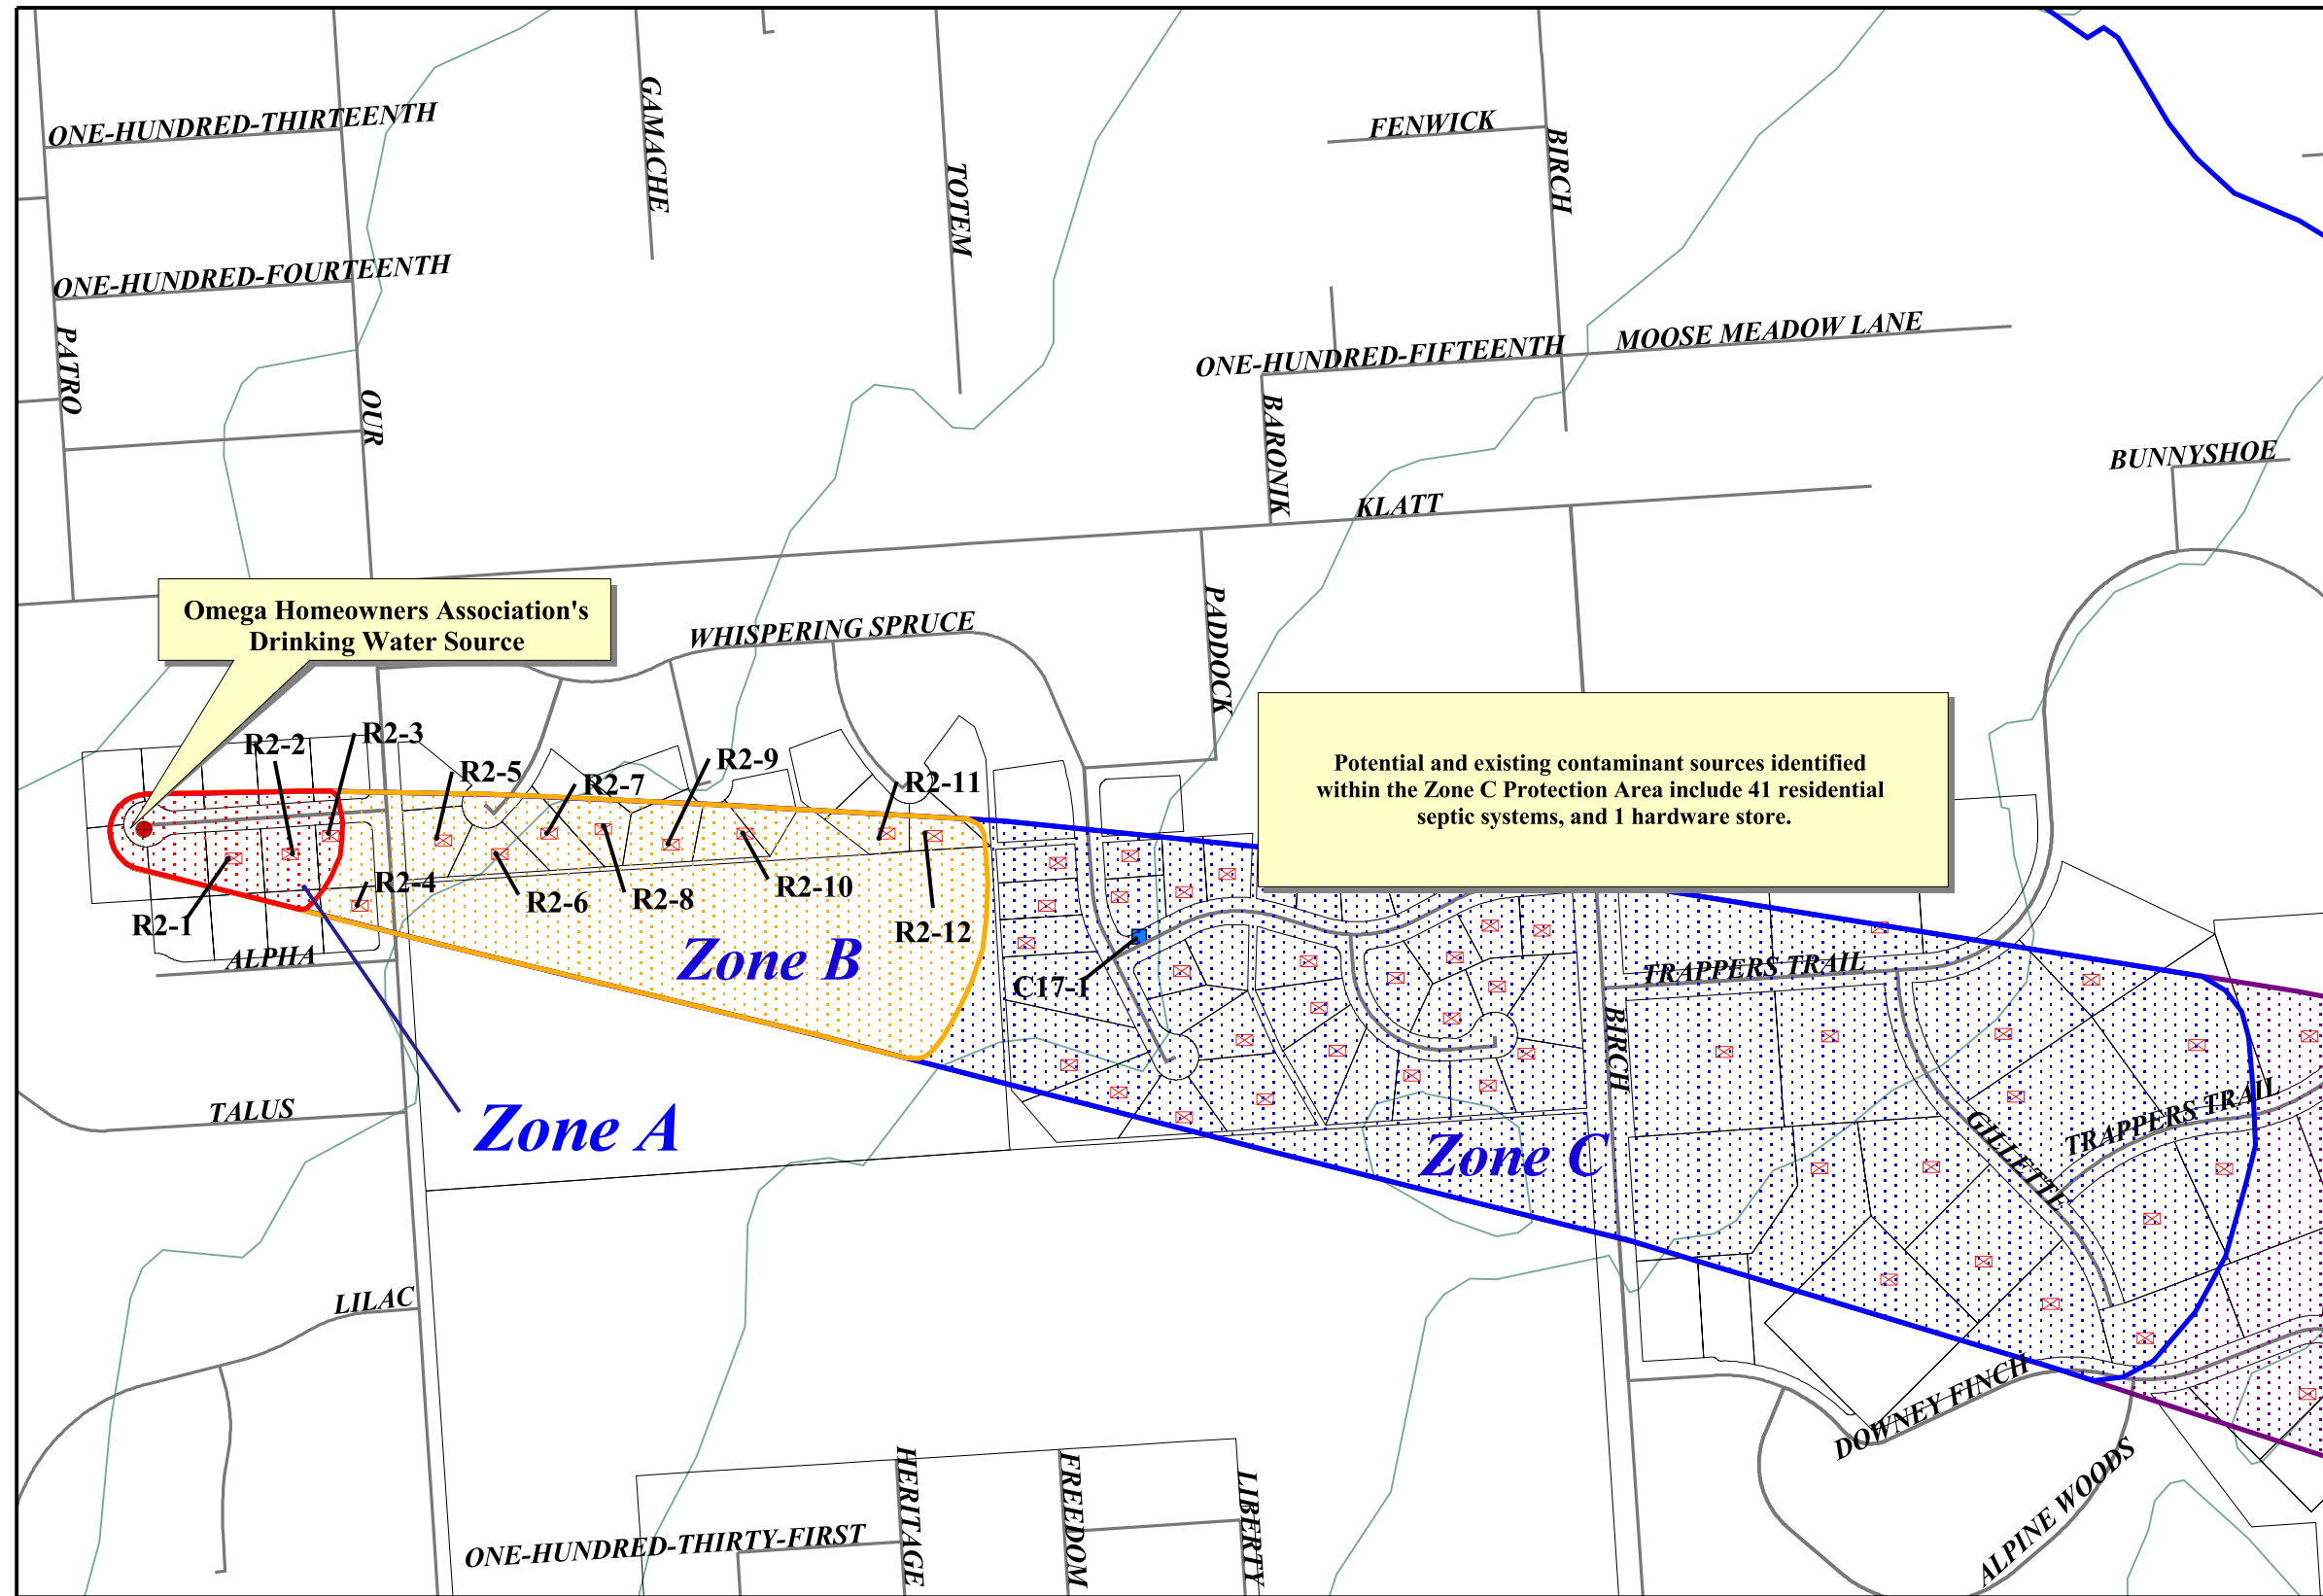 ONE-HUNDRED-THIRTEENTH
GAMACHE
TOTEM
FENWICK
BIRCH
ONE-HUNDRED-FOURTEENTH
PATRO
OUR
ONE-HUNDRED-FIFTEENTH
MOOSE MEADOW LANE
BARONIK
BUNNYSHOE
KLATT
Omega Homeowners Association's
Drinking Water Source
WHISPERING SPRUCE
PADDOCK
Potential and existing contaminant sources identified
within the Zone C Protection Area include 41 residential
septic systems, and 1 hardware store.
R2-3
R2-2
R2-5
R2-7
R2-9
R2-11
R2-4
R2-6
R2-8
R2-10
R2-1
R2-12
ALPHA
Zone B
C17-1
TRAPPERS TRAIL
BIRCH
TALUS
Zone A
Zone C
GILLETTE
TRAPPERS TRAIL
LILAC
DOWNEY FINCH
ALPINE WOODS
HERITAGE
FREEDOM
LIBERTY
ONE-HUNDRED-THIRTY-FIRST